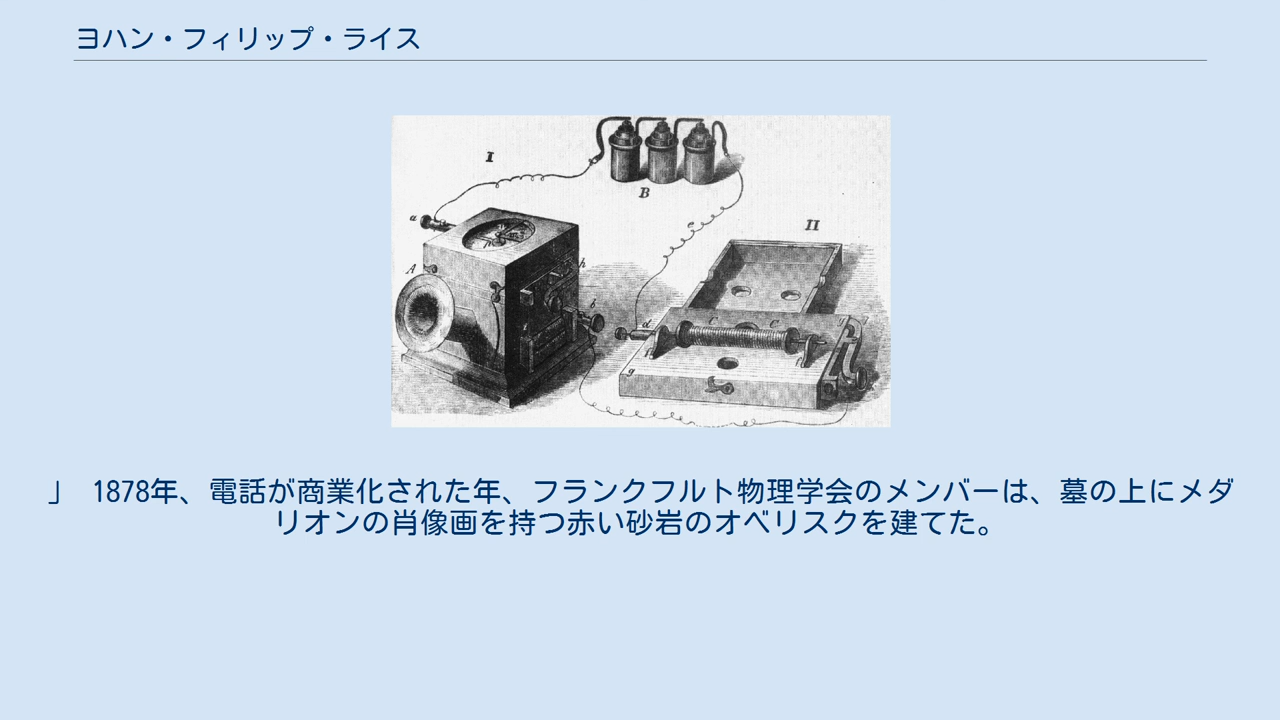 ヨハン・フィリップ・ライス
I
B
II
a
A
h
b
c
d
C C
f
g
」 1878年、電話が商業化された年、フランクフルト物理学会のメンバーは、墓の上にメダ
リオンの肖像画を持つ赤い砂岩のオベリスクを建てた。